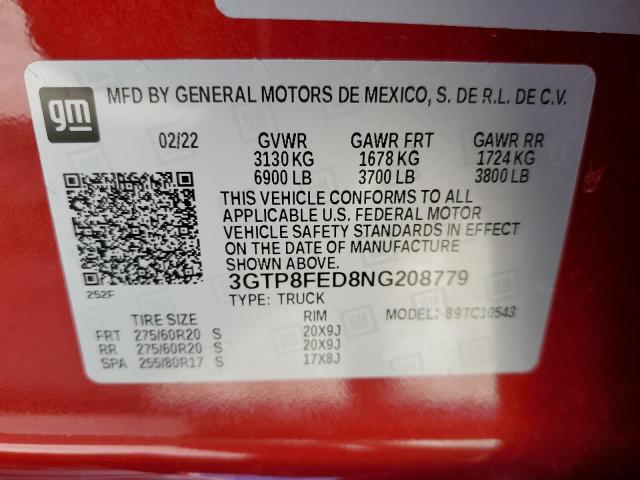 gm
MFD BY GENERAL MOTORS DE MEXICO, S. DE R.L. DE C.V.
02/22 GVWR GAWR FRT GAWR RR
3130 KG 1678 KG 1724 KG
6900 LB 3700 LB 3800 LB
THIS VEHICLE CONFORMS TO ALL
APPLICABLE U.S. FEDERAL MOTOR
VEHICLE SAFETY STANDARDS IN EFFECT
ON THE DATE OF MANUFACTURE
SHOWN ABOVE.
3GTP8FED8NG208779
252F
TYPE: TRUCK
MODEL: 89TC10543
TIRE SIZE RIM
FRT 275/60R20 S 20X9J
RR 275/60R20 S 20X9J
SPA 255/80R17 S 17X8J